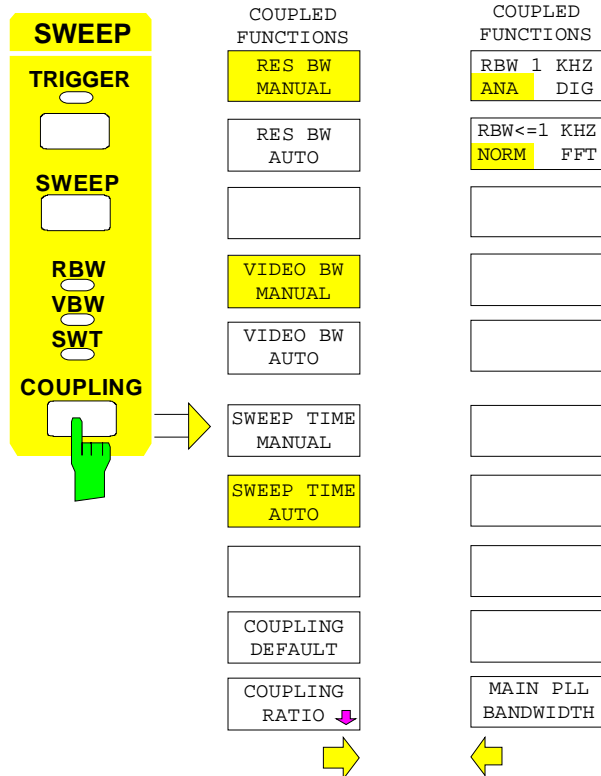 SWEEP
TRIGGER
SWEEP
RBW
VBW
SWT
COUPLING
COUPLED
FUNCTIONS
RES BW
MANUAL
RES BW
AUTO
VIDEO BW
MANUAL
VIDEO BW
AUTO
SWEEP TIME
MANUAL
SWEEP TIME
AUTO
COUPLING
DEFAULT
COUPLING
RATIO
COUPLED
FUNCTIONS
RBW 1 KHZ
ANA DIG
RBW<=1 KHZ
NORM FFT
MAIN PLL
BANDWIDTH